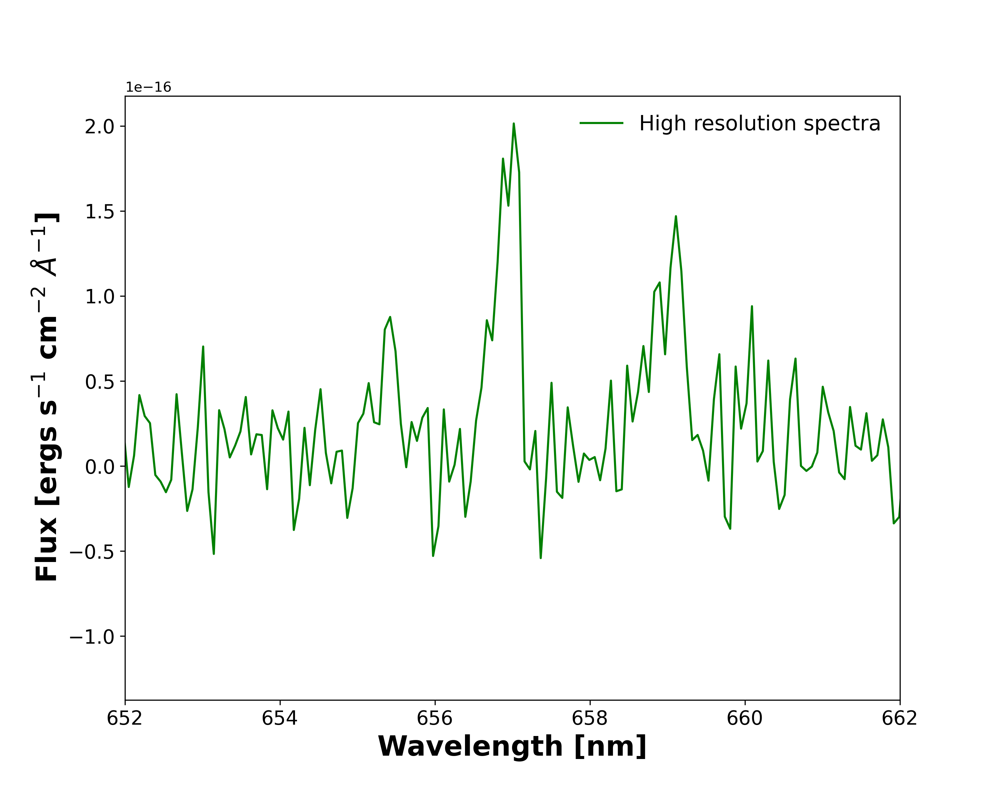 1e−16
High resolution spectra
2.0
1.5
1.0
0.5
0.0
−0.5
−1.0
Flux [ergs s⁻¹ cm⁻² Å⁻¹]
652 654 656 658 660 662
Wavelength [nm]